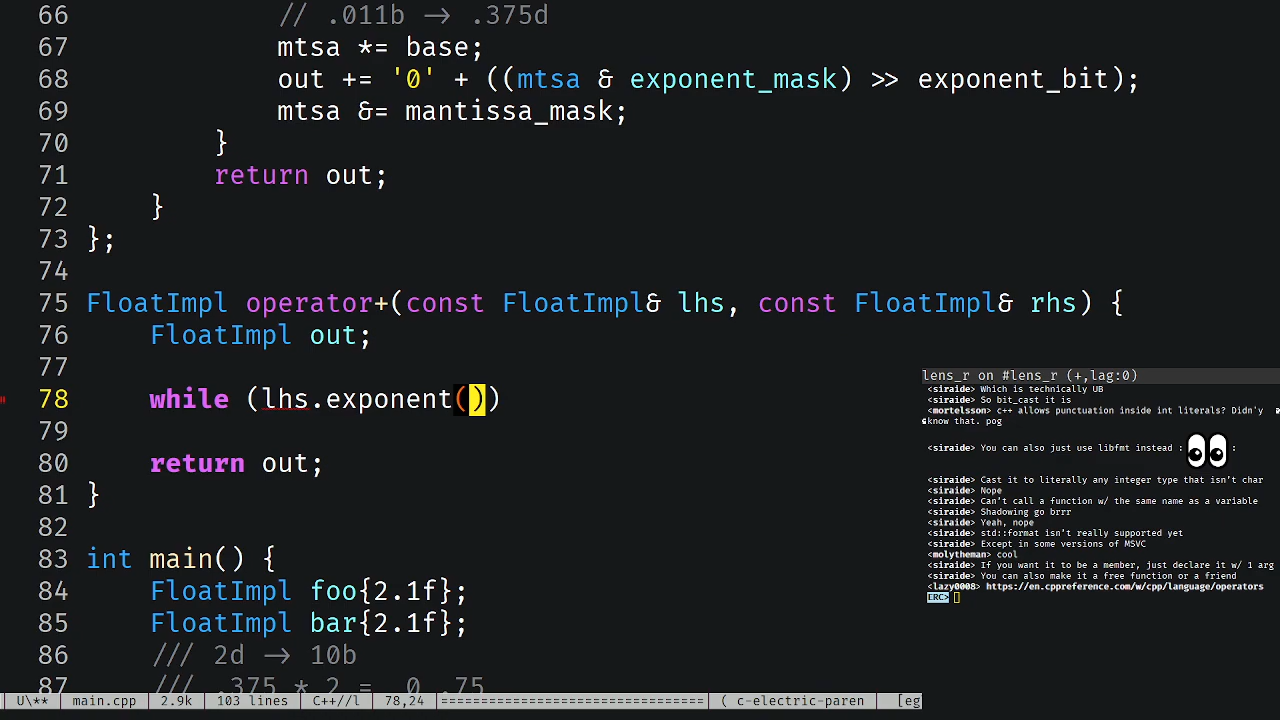 66 // .011b -> .375d
67 mtsa *= base;
68 out += '0' + ((mtsa & exponent_mask) >> exponent_bit);
69 mtsa &= mantissa_mask;
70 }
71 return out;
72 }
73 };
74
75 FloatImpl operator+(const FloatImpl& lhs, const FloatImpl& rhs) {
76 FloatImpl out;
77
78 while (lhs.exponent())
79
80 return out;
81 }
82
83 int main() {
84 FloatImpl foo{2.1f};
85 FloatImpl bar{2.1f};
86 /// 2d -> 10b
87 /// .375 * 2 = 0 .75
U\** main.cpp 2.9k 103 lines C++//l 78,24 ================================ ( c-electric-paren [eg
lens_r on #lens_r (+,lag:0)
<siraide> Which is technically UB
<siraide> So bit_cast it is
<mortelsson> c++ allows punctuation inside int literals? Didn'y
know that. pog
<siraide> You can also just use libfmt instead : :
<siraide> Cast it to literally any integer type that isn't char
<siraide> Nope
<siraide> Can't call a function w/ the same name as a variable
<siraide> Shadowing go brrr
<siraide> Yeah, nope
<siraide> std::format isn't really supported yet
<siraide> Except in some versions of MSVC
<molytheman> cool
<siraide> If you want it to be a member, just declare it w/ 1 arg
<siraide> You can also make it a free function or a friend
<lazy0008> https://en.cppreference.com/w/cpp/language/operators
ERC>